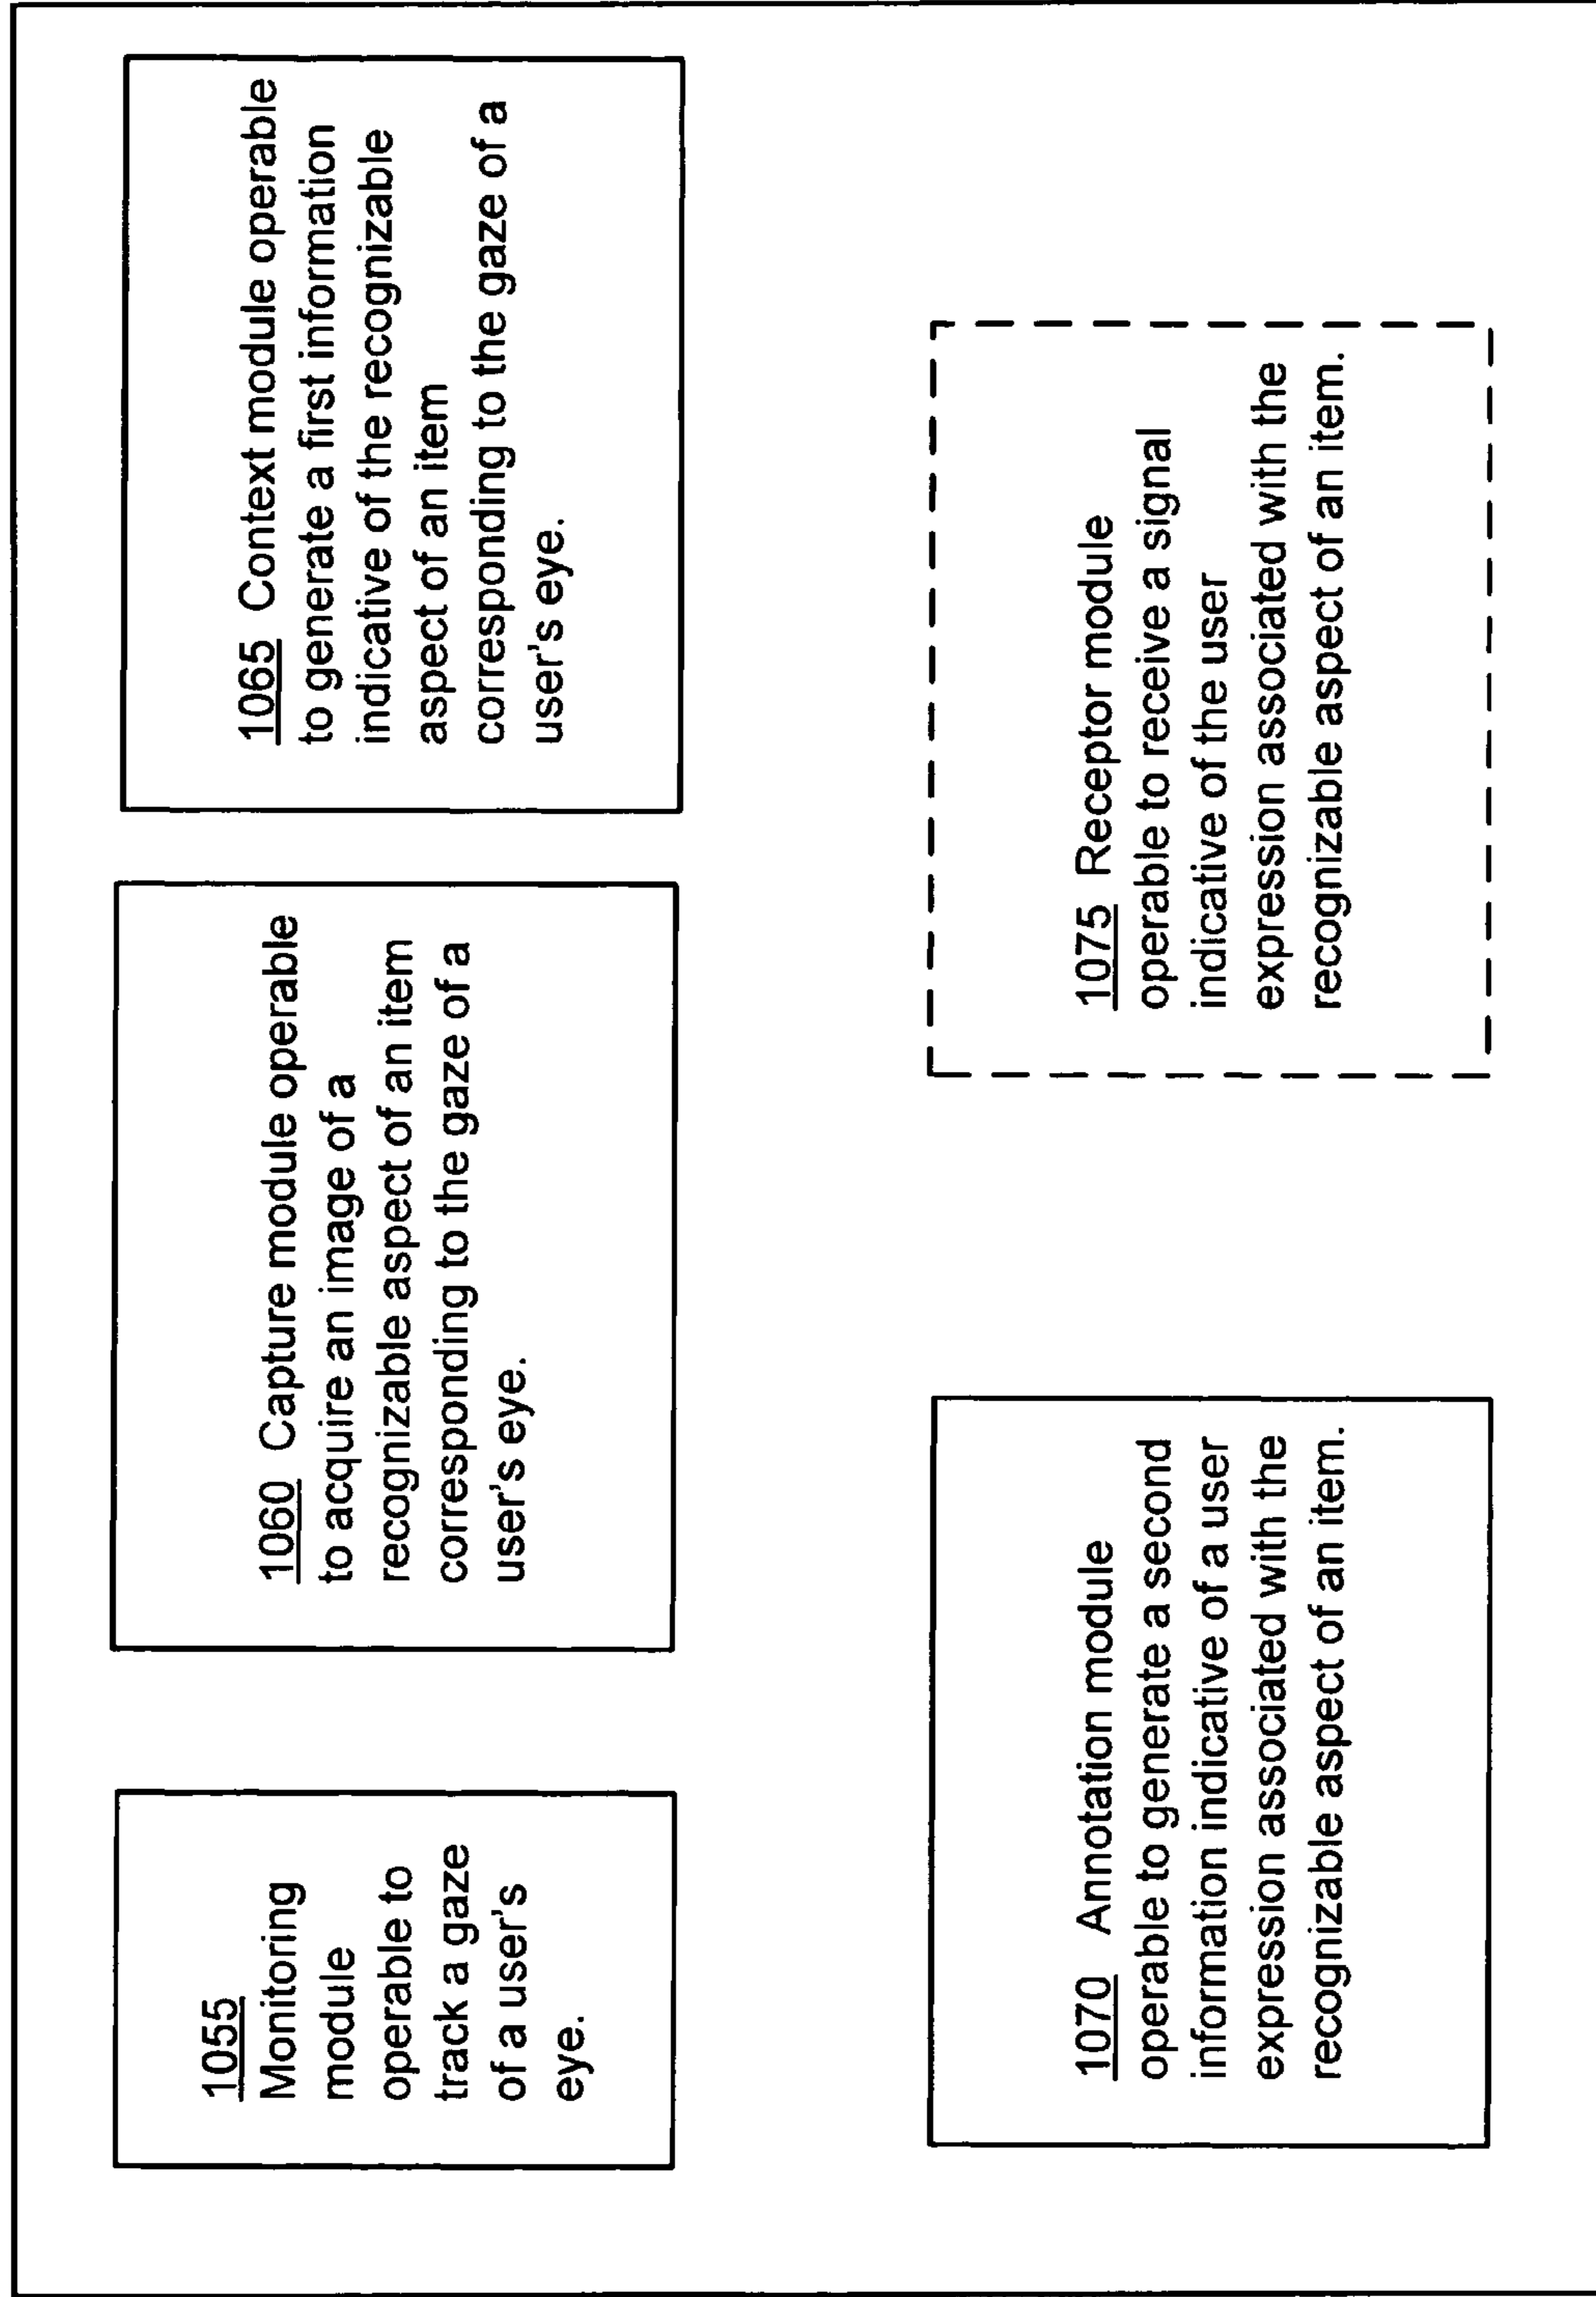 1055
Monitoring
module
operable to
track a gaze
of a user's
eye.
1060 Capture module operable
to acquire an image of a
recognizable aspect of an item
corresponding to the gaze of a
user's eye.
1065 Context module operable
to generate a first information
indicative of the recognizable
aspect of an item
corresponding to the gaze of a
user's eye.
1070 Annotation module
operable to generate a second
information indicative of a user
expression associated with the
recognizable aspect of an item.
1075 Receptor module
operable to receive a signal
indicative of the user
expression associated with the
recognizable aspect of an item.